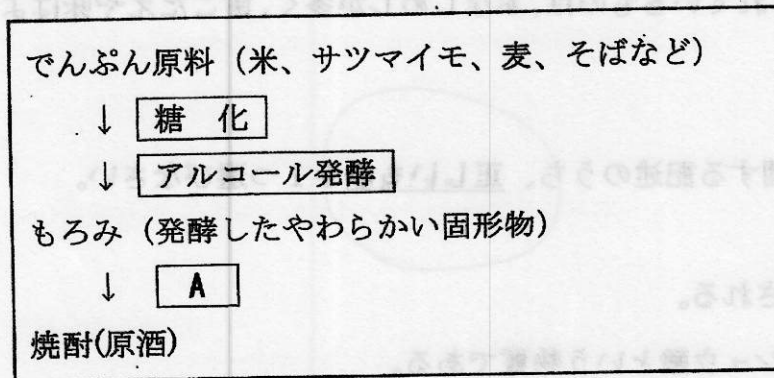 でんぷん原料（米、サツマイモ、麦、そばなど）
↓ 糖 化
↓ アルコール発酵
もろみ（発酵したやわらかい固形物）
↓ A
焼酎(原酒)